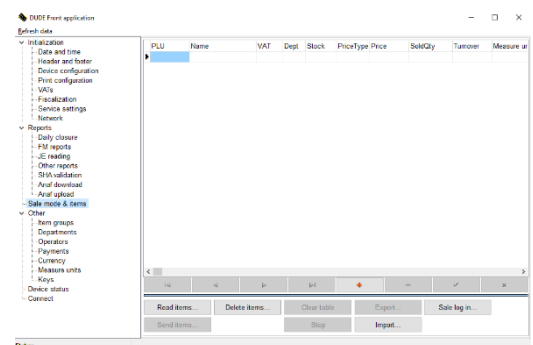 DUDE Front application
Refresh data
Initialization
Date and time
Header and footer
Device configuration
Print configuration
VATs
Fiscalization
Service settings
Network
Reports
Daily closure
FM reports
JE reading
Other reports
SHA validation
Anaf download
Anaf upload
Sale mode & items
Other
Item groups
Departments
Operators
Payments
Currency
Measure units
Keys
Device status
Connect
PLU Name VAT Dept Stock PriceType Price SoldQty Turnover Measure un
Read items... Delete items... Clear table Export... Sale log in...
Send items... Stop Import...